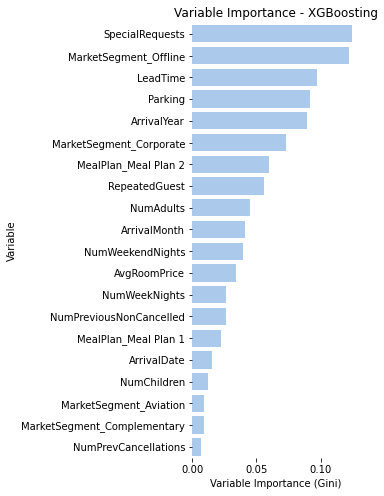 Variable Importance - XGBoosting
SpecialRequests
MarketSegment_Offline
LeadTime
Parking
ArrivalYear
MarketSegment_Corporate
MealPlan_Meal Plan 2
RepeatedGuest
NumAdults
ArrivalMonth
NumWeekendNights
AvgRoomPrice
NumWeekNights
NumPreviousNonCancelled
MealPlan_Meal Plan 1
ArrivalDate
NumChildren
MarketSegment_Aviation
MarketSegment_Complementary
NumPrevCancellations
Variable
0.00 0.05 0.10
Variable Importance (Gini)